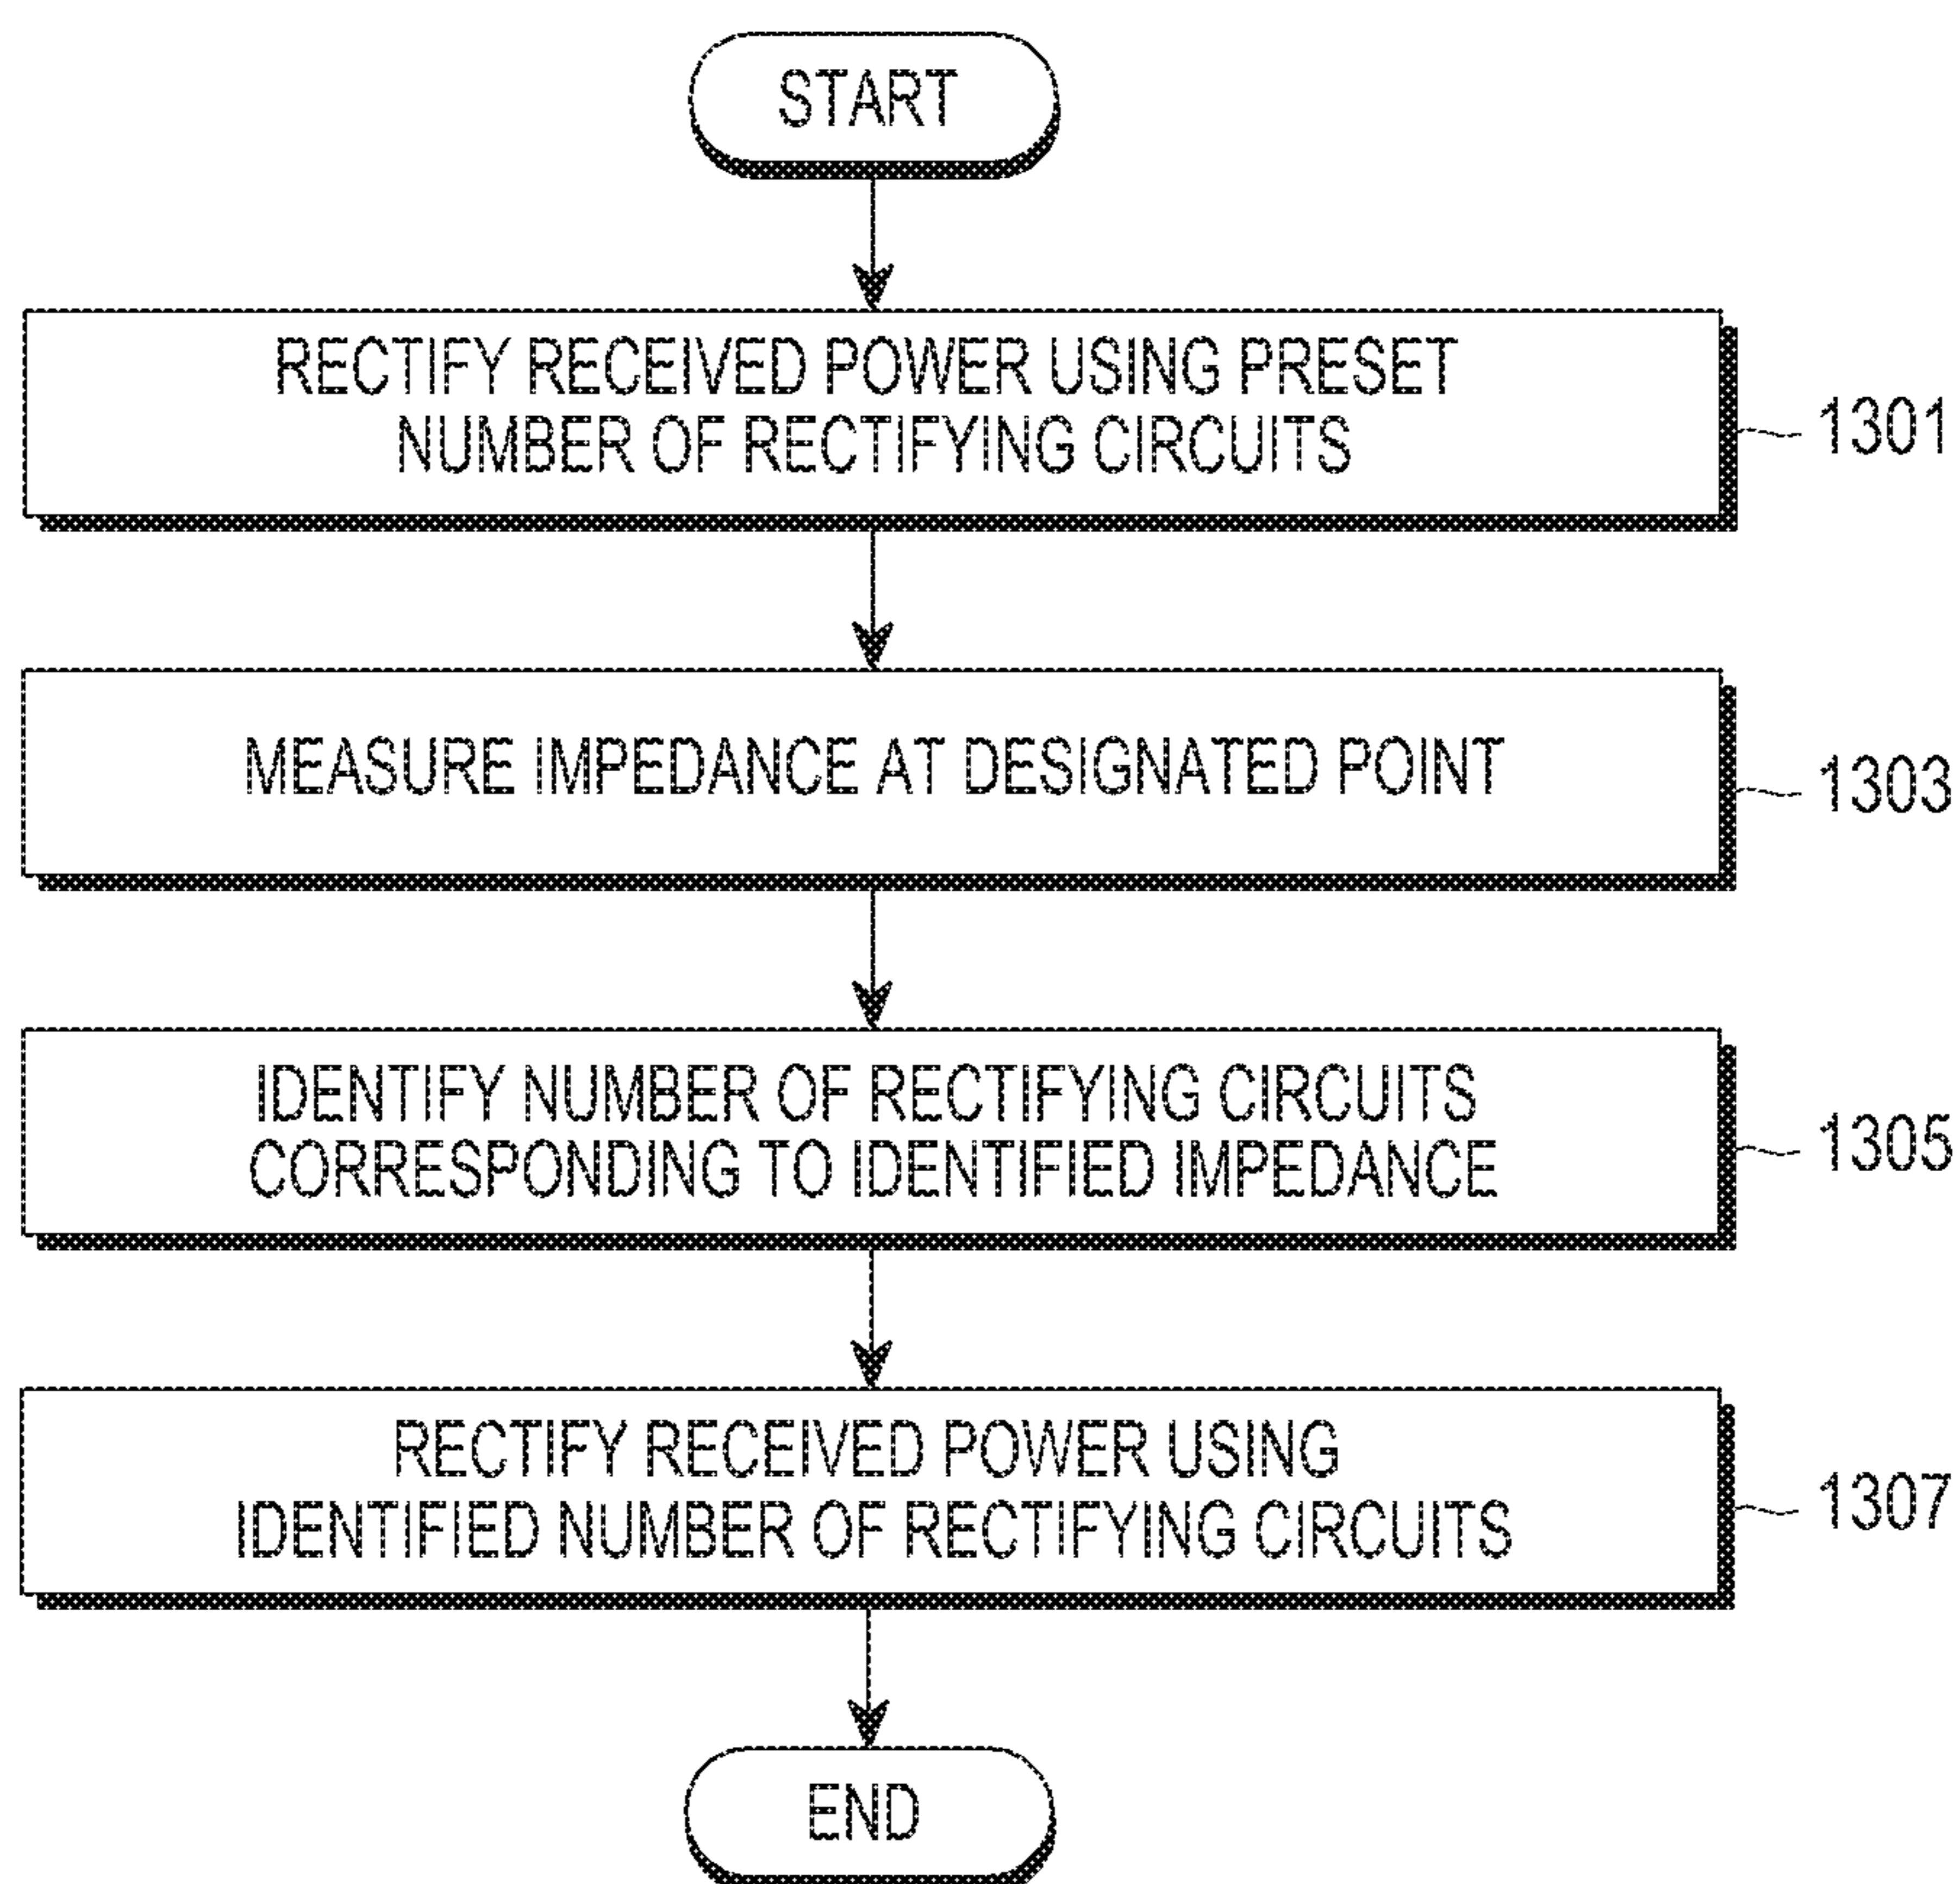 START
RECTIFY RECEIVED POWER USING PRESET
NUMBER OF RECTIFYING CIRCUITS
1301
MEASURE IMPEDANCE AT DESIGNATED POINT
1303
IDENTIFY NUMBER OF RECTIFYING CIRCUITS
CORRESPONDING TO IDENTIFIED IMPEDANCE
1305
RECTIFY RECEIVED POWER USING
IDENTIFIED NUMBER OF RECTIFYING CIRCUITS
1307
END